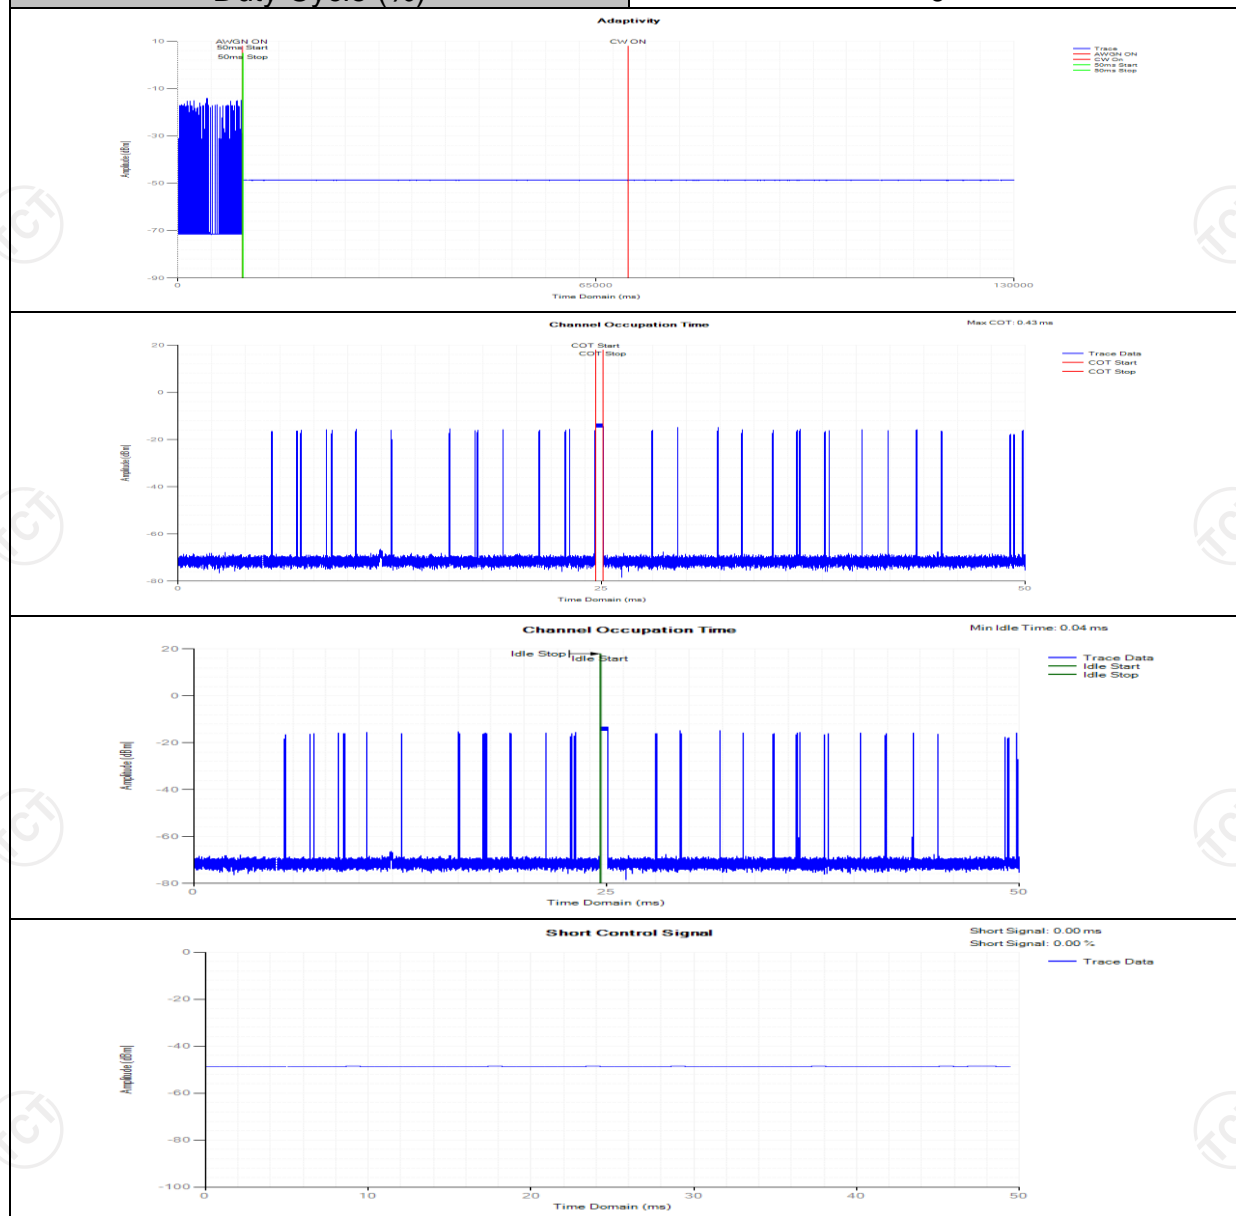 Duty Cycle (%)
Adaptivity
AWGN ON
50ms Start
50ms Stop
CW ON
Trace
AWGN ON
CW On
50ms Start
50ms Stop
10
-10
-30
-50
-70
-90
Amplitude (dBm)
0
65000
130000
Time Domain (ms)
TCT
Channel Occupation Time
Max COT: 0.43 ms
COT Start
COT Stop
Trace Data
COT Start
COT Stop
20
0
-20
-40
-60
-80
Amplitude (dBm)
0
25
50
Time Domain (ms)
TCT
Channel Occupation Time
Min Idle Time: 0.04 ms
Idle Stop
Idle Start
Trace Data
Idle Start
Idle Stop
20
0
-20
-40
-60
-80
Amplitude (dBm)
0
25
50
Time Domain (ms)
TCT
Short Control Signal
Short Signal: 0.00 ms
Short Signal: 0.00 %
Trace Data
0
-20
-40
-60
-80
-100
Amplitude (dBm)
0
10
20
30
40
50
Time Domain (ms)
TCT